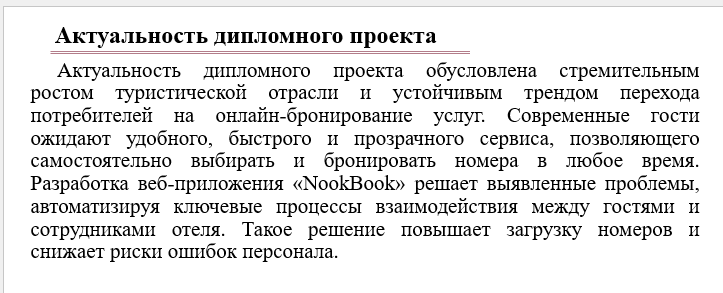 Актуальность дипломного проекта
Актуальность дипломного проекта обусловлена стремительным
ростом туристической отрасли и устойчивым трендом перехода
потребителей на онлайн-бронирование услуг. Современные гости
ожидают удобного, быстрого и прозрачного сервиса, позволяющего
самостоятельно выбирать и бронировать номера в любое время.
Разработка веб-приложения «NookBook» решает выявленные проблемы,
автоматизируя ключевые процессы взаимодействия между гостями и
сотрудниками отеля. Такое решение повышает загрузку номеров и
снижает риски ошибок персонала.